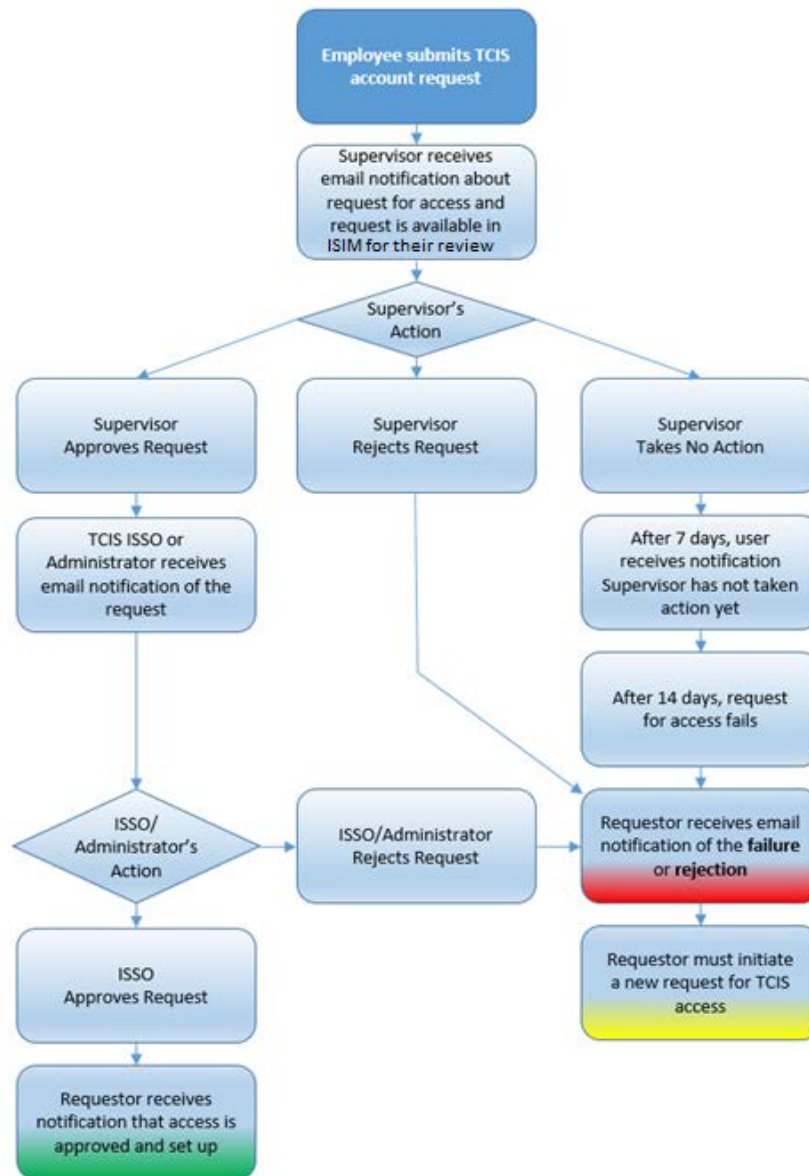 Employee submits TCIS
account request
Supervisor receives
email notification about
request for access and
request is available in
ISIM for their review
Supervisor's
Action
Supervisor
Approves Request
Supervisor
Rejects Request
Supervisor
Takes No Action
TCIS ISSO or
Administrator receives
email notification of the
request
After 7 days, user
receives notification
Supervisor has not taken
action yet
After 14 days, request
for access fails
ISSO/
Administrator's
Action
ISSO/Administrator
Rejects Request
Requestor receives email
notification of the failure
or rejection
ISSO
Approves Request
Requestor must initiate
a new request for TCIS
access
Requestor receives
notification that access is
approved and set up